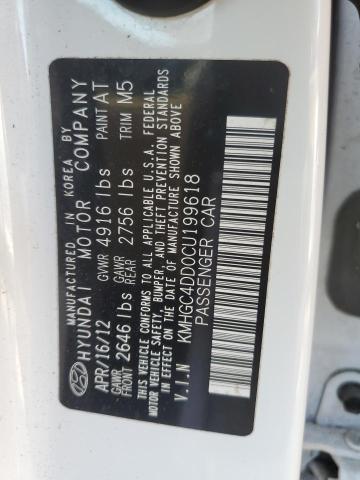 MANUFACTURED IN KOREA BY
HYUNDAI MOTOR COMPANY
APR/16/12 GVWR 4916 lbs PAINT AT
GAWR FRONT 2646 lbs GAWR REAR 2756 lbs TRIM M5
THIS VEHICLE CONFORMS TO ALL APPLICABLE U.S.A. FEDERAL
MOTOR VEHICLE SAFETY, BUMPER, AND THEFT PREVENTION STANDARDS
IN EFFECT ON THE DATE OF MANUFACTURE SHOWN ABOVE
V.I.N KMHGC4DD0CU199618
PASSENGER CAR